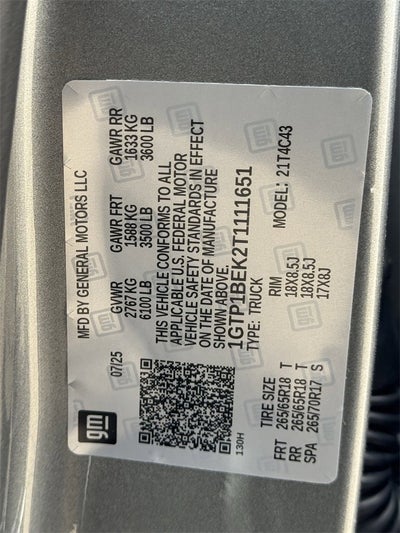 gm
MFD BY GENERAL MOTORS LLC
07/25 GVWR GAWR FRT GAWR RR
2767 KG 1588 KG 1633 KG
6100 LB 3500 LB 3600 LB
THIS VEHICLE CONFORMS TO ALL
APPLICABLE U.S. FEDERAL MOTOR
VEHICLE SAFETY STANDARDS IN EFFECT
ON THE DATE OF MANUFACTURE
SHOWN ABOVE.
1GTP1BEK2T1111651
TYPE: TRUCK MODEL: 21T4C43
130H
TIRE SIZE RIM
FRT 265/65R18 T 18X8.5J
RR 265/65R18 T 18X8.5J
SPA 265/70R17 S 17X8J